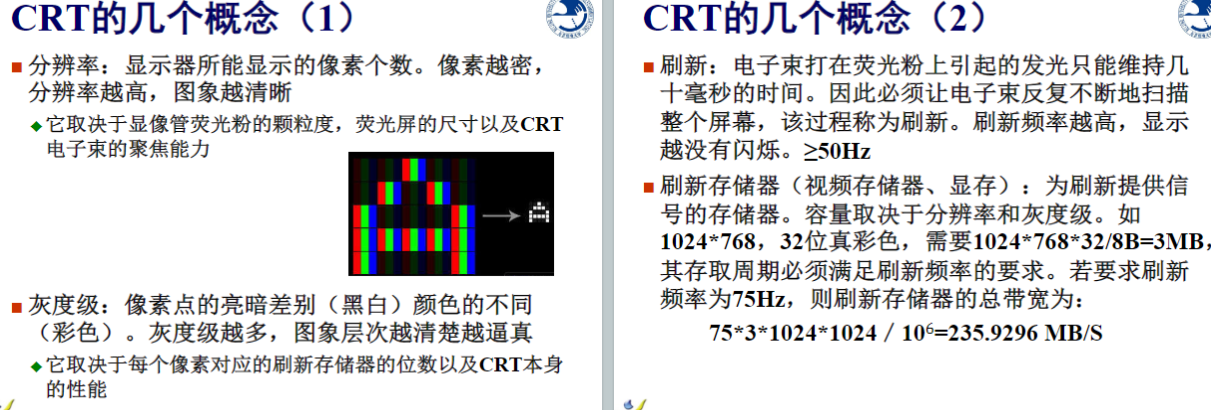 CRT的几个概念（1）
分辨率：显示器所能显示的像素个数。像素越密，
分辨率越高，图象越清晰
它取决于显像管荧光粉的颗粒度，荧光屏的尺寸以及CRT
电子束的聚焦能力
灰度级：像素点的亮暗差别（黑白）颜色的不同
（彩色）。灰度级越多，图象层次越清楚越逼真
它取决于每个像素对应的刷新存储器的位数以及CRT本身
的性能
CRT的几个概念（2）
刷新：电子束打在荧光粉上引起的发光只能维持几
十毫秒的时间。因此必须让电子束反复不断地扫描
整个屏幕，该过程称为刷新。刷新频率越高，显示
越没有闪烁。≥50Hz
刷新存储器（视频存储器、显存）：为刷新提供信
号的存储器。容量取决于分辨率和灰度级。如
1024*768，32位真彩色，需要1024*768*32/8B=3MB，
其存取周期必须满足刷新频率的要求。若要求刷新
频率为75Hz，则刷新存储器的总带宽为：
75*3*1024*1024 / 10⁶=235.9296 MB/S